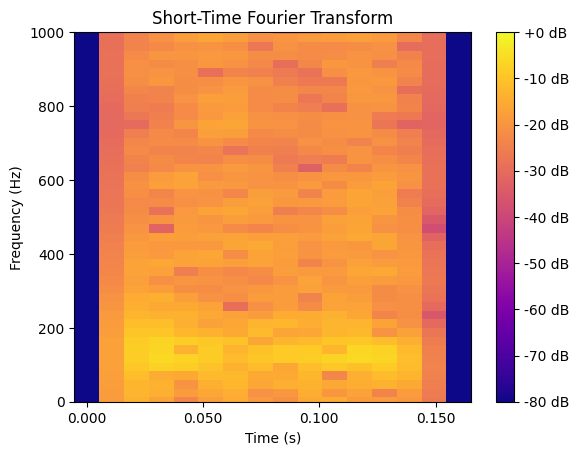 Short-Time Fourier Transform
Frequency (Hz)
1000
800
600
400
200
0
0.000
0.050
0.100
0.150
Time (s)
+0 dB
-10 dB
-20 dB
-30 dB
-40 dB
-50 dB
-60 dB
-70 dB
-80 dB